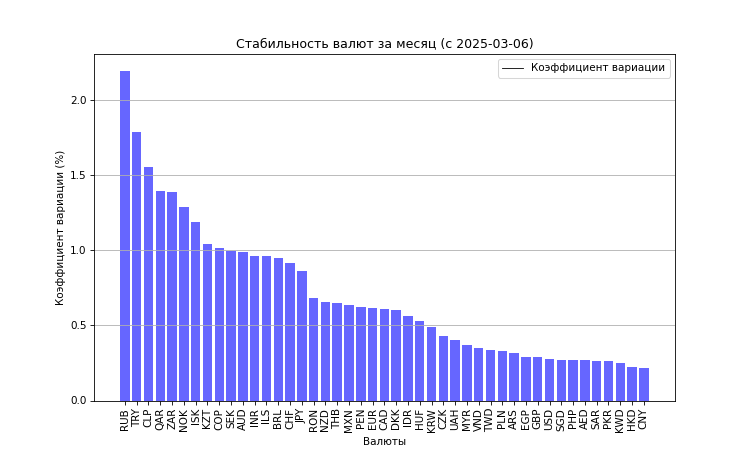 Стабильность валют за месяц (с 2025-03-06)
Коэффициент вариации
Коэффициент вариации (%)
2.0
1.5
1.0
0.5
0.0
RUB TRY CLP QAR ZAR NOK ISK KZT COP SEK AUD INR ILS BRL CHF JPY RON NZD THB MXN PEN EUR CAD DKK IDR HUF KRW CZK UAH MYR VND TWD PLN ARS EGP GBP USD SGD PHP AED SAR PKR KWD HKD CNY
Валюты